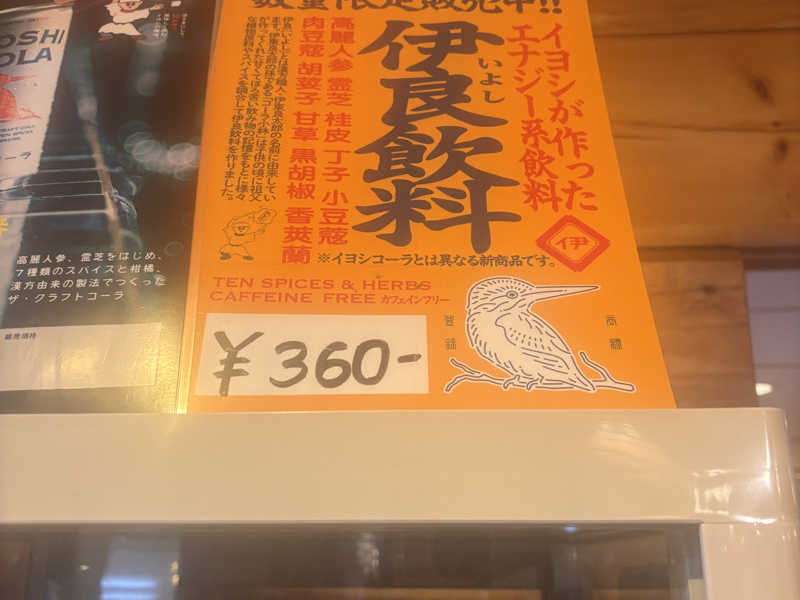 数量限定販売中!!
イヨシが作った
エナジー系飲料
いよし
伊良飲料
伊
高麗人参 霊芝 桂皮 丁子 小豆蔻
肉豆蔻 胡荽子 甘草 黒胡椒 香莢蘭
※イヨシコーラとは異なる新商品です。
TEN SPICES & HERBS
CAFFEINE FREE カフェインフリー
¥360-
登録
商標
OSHI
OLA
高麗人参、霊芝をはじめ、
7種類のスパイスと柑橘、
漢方由来の製法でつくった
ザ・クラフトコーラ